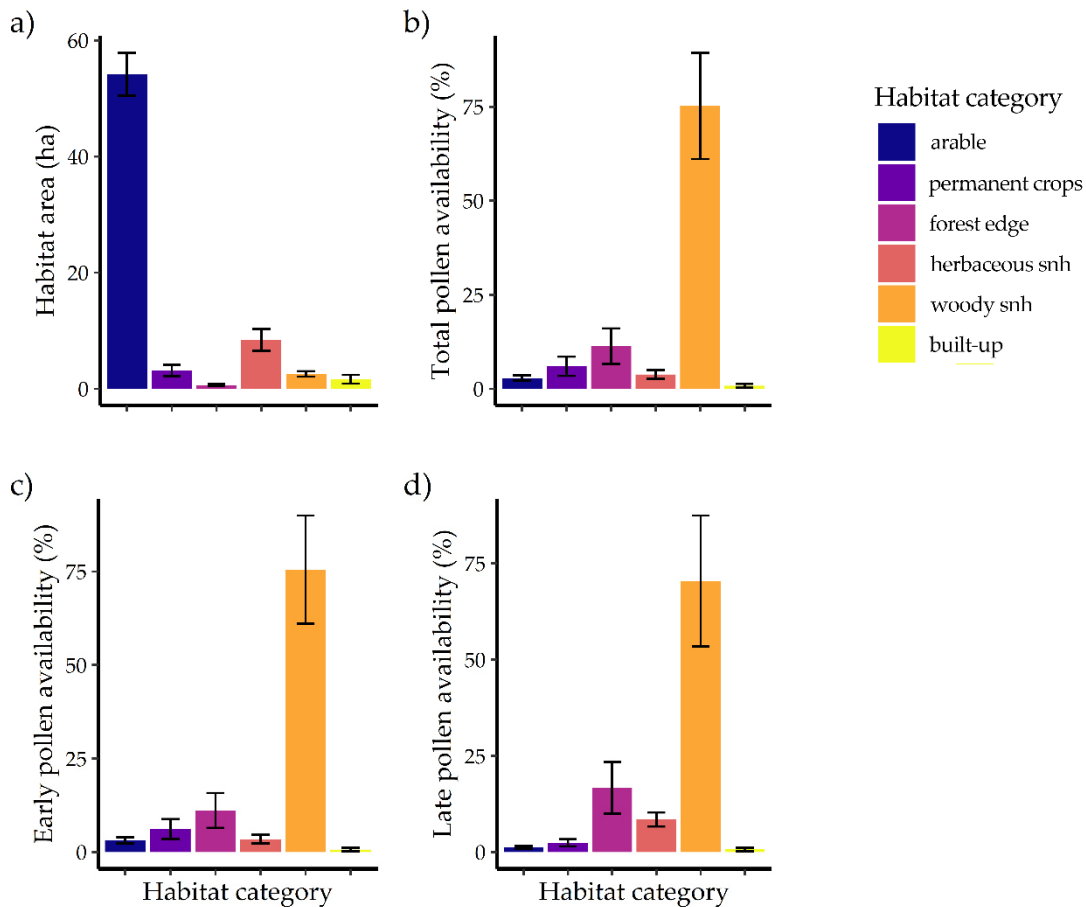 a)
60
40
20
0
Habitat area (ha)
b)
75
50
25
0
Total pollen availability (%)
Habitat category
arable
permanent crops
forest edge
herbaceous snh
woody snh
built-up
c)
75
50
25
0
Early pollen availability (%)
Habitat category
d)
75
50
25
0
Late pollen availability (%)
Habitat category